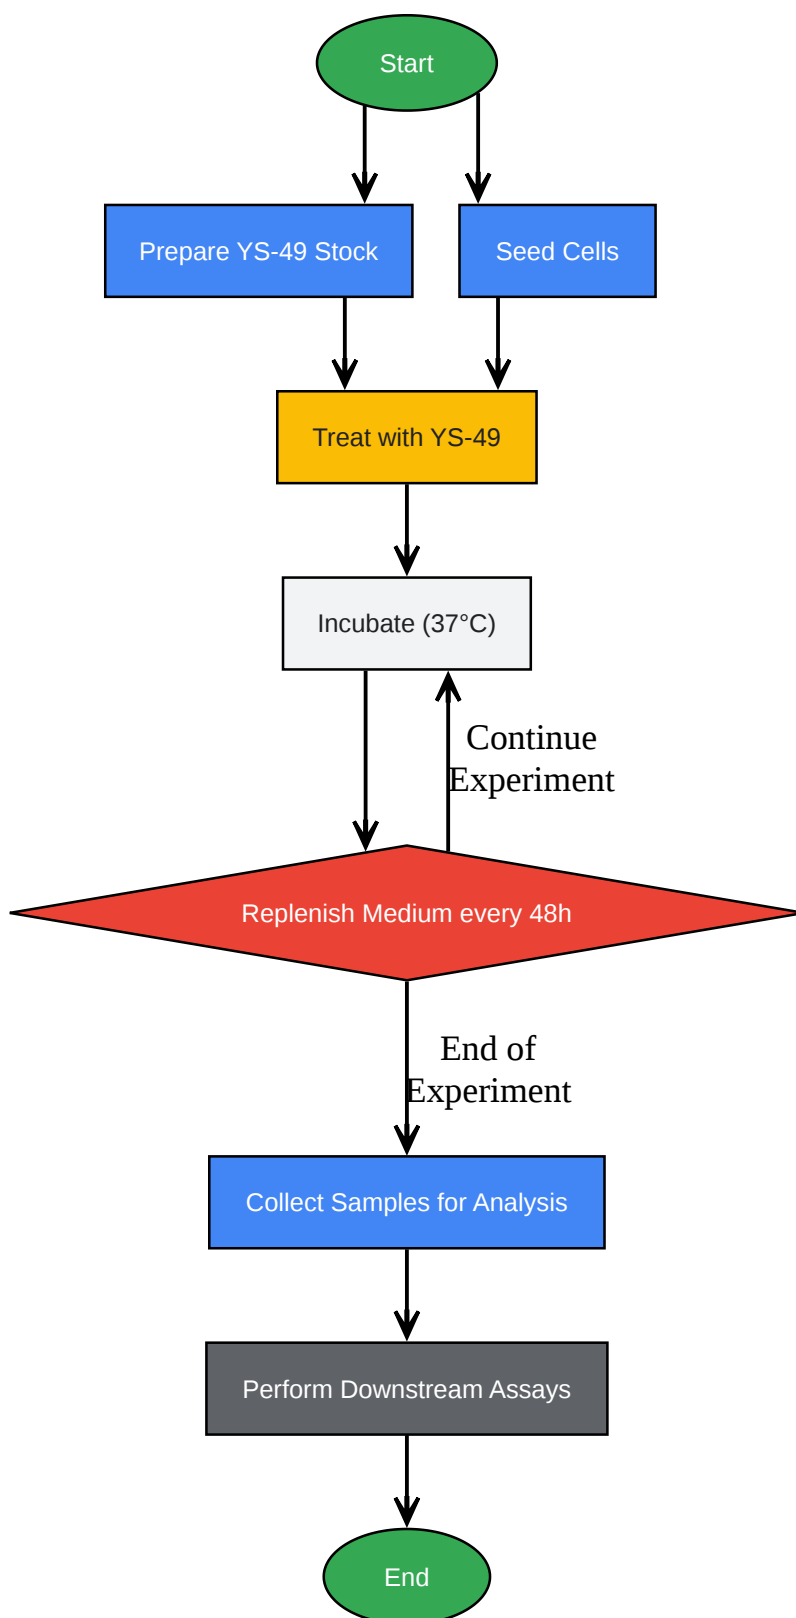 Start
Prepare YS-49 Stock
Seed Cells
Treat with YS-49
Incubate (37°C)
Continue
Experiment
Replenish Medium every 48h
End of
Experiment
Collect Samples for Analysis
Perform Downstream Assays
End